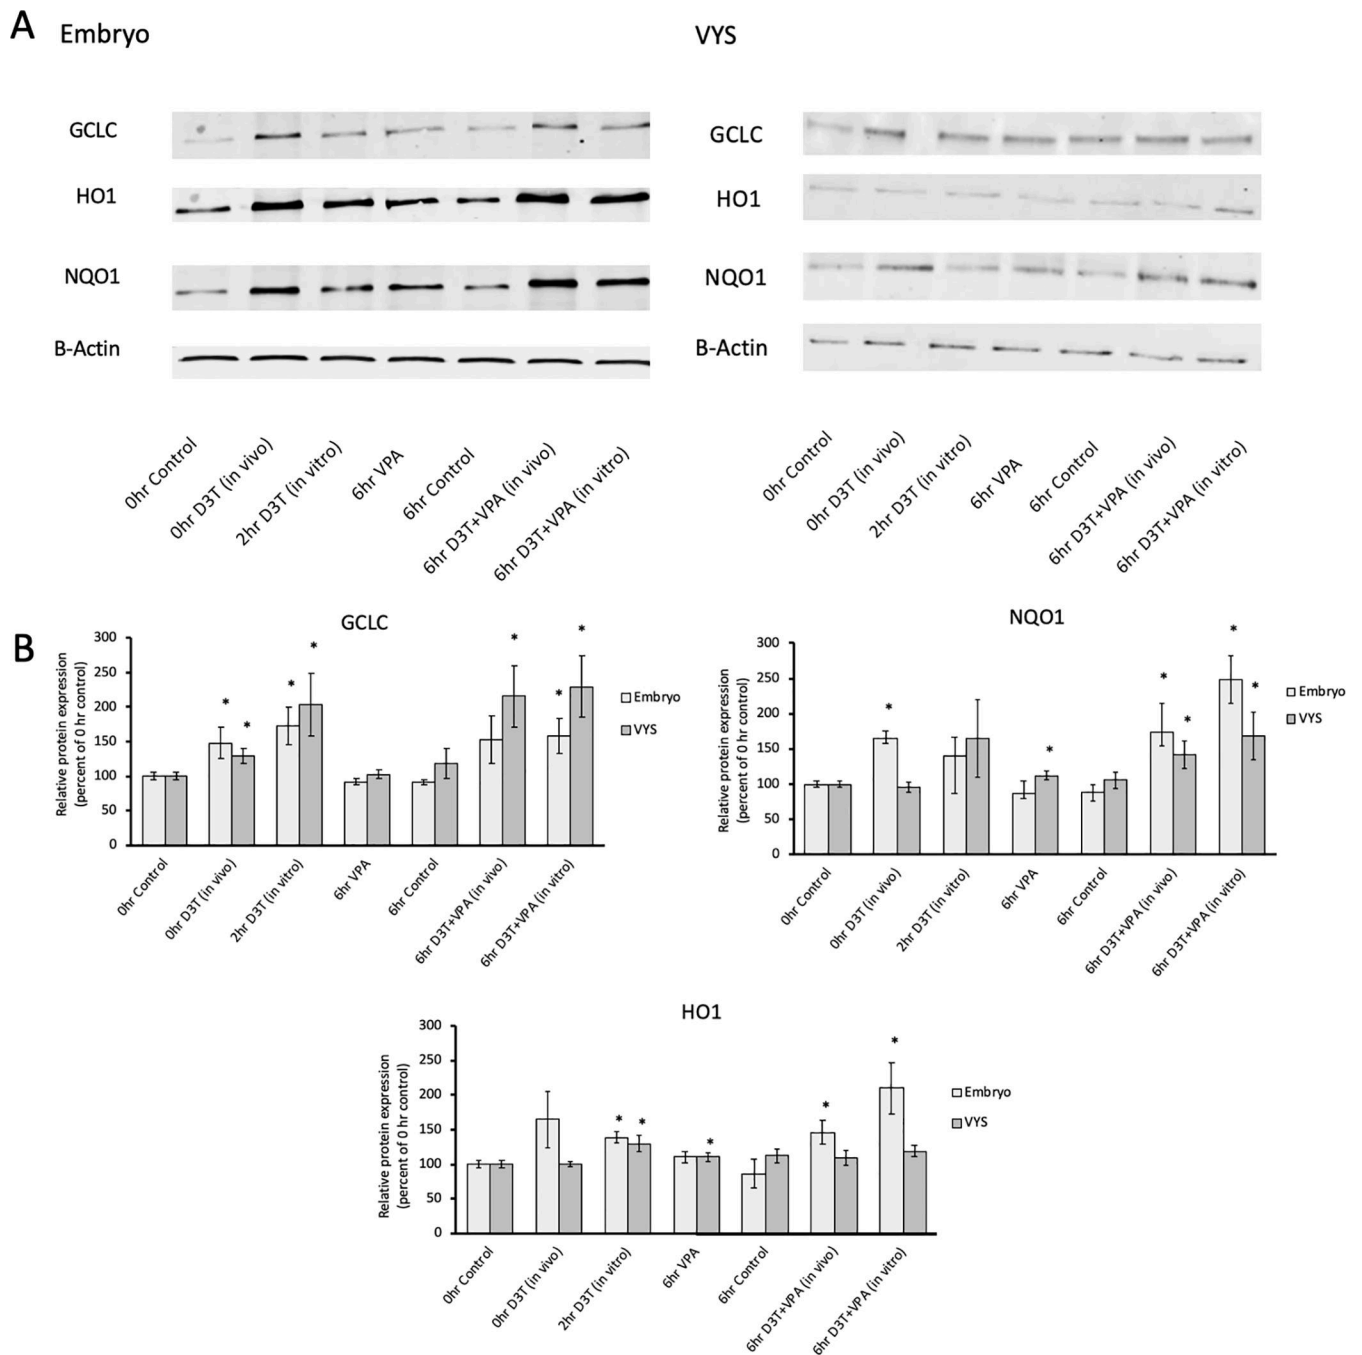 A Embryo
VYS
GCLC
HO1
NQO1
B-Actin
0hr Control
0hr D3T (in vivo)
2hr D3T (in vitro)
6hr VPA
6hr Control
6hr D3T+VPA (in vivo)
6hr D3T+VPA (in vitro)
GCLC
HO1
NQO1
B-Actin
0hr Control
0hr D3T (in vivo)
2hr D3T (in vitro)
6hr VPA
6hr Control
6hr D3T+VPA (in vivo)
6hr D3T+VPA (in vitro)
B
GCLC
Relative protein expression
(percent of 0 hr control)
300
250
200
150
100
50
0
* * * * * * *
Embryo
VYS
0hr Control
0hr D3T (in vivo)
2hr D3T (in vitro)
6hr VPA
6hr Control
6hr D3T+VPA (in vivo)
6hr D3T+VPA (in vitro)
NQO1
Relative protein expression
(percent of 0 hr control)
300
250
200
150
100
50
0
* * * * * *
Embryo
VYS
0hr Control
0hr D3T (in vivo)
2hr D3T (in vitro)
6hr VPA
6hr Control
6hr D3T+VPA (in vivo)
6hr D3T+VPA (in vitro)
HO1
Relative protein expression
(percent of 0 hr control)
300
250
200
150
100
50
0
* * * * *
Embryo
VYS
0hr Control
0hr D3T (in vivo)
2hr D3T (in vitro)
6hr VPA
6hr Control
6hr D3T+VPA (in vivo)
6hr D3T+VPA (in vitro)